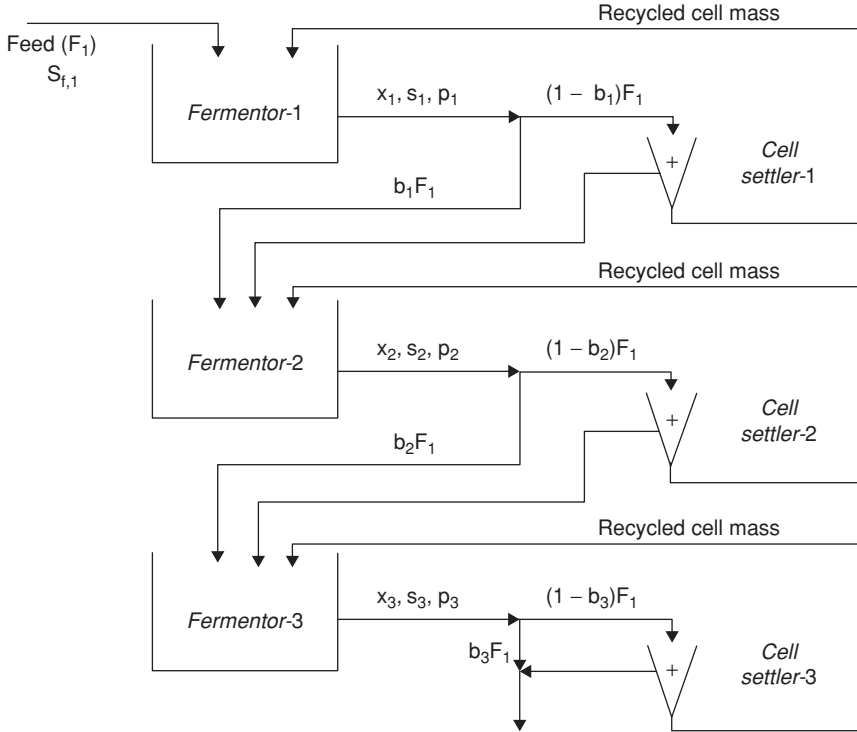 Recycled cell mass
Feed (F₁)
S_f,1
Fermentor-1
x₁, s₁, p₁
(1 − b₁)F₁
+
Cell
settler-1
b₁F₁
Recycled cell mass
Fermentor-2
x₂, s₂, p₂
(1 − b₂)F₁
+
Cell
settler-2
b₂F₁
Recycled cell mass
Fermentor-3
x₃, s₃, p₃
(1 − b₃)F₁
b₃F₁
+
Cell
settler-3